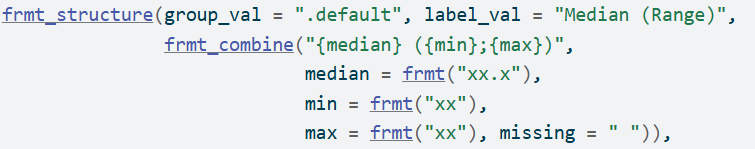 frmt_structure(group_val = ".default", label_val = "Median (Range)",
frmt_combine("{median} ({min};{max})",
median = frmt("xx.x"),
min = frmt("xx"),
max = frmt("xx"), missing = " ")),